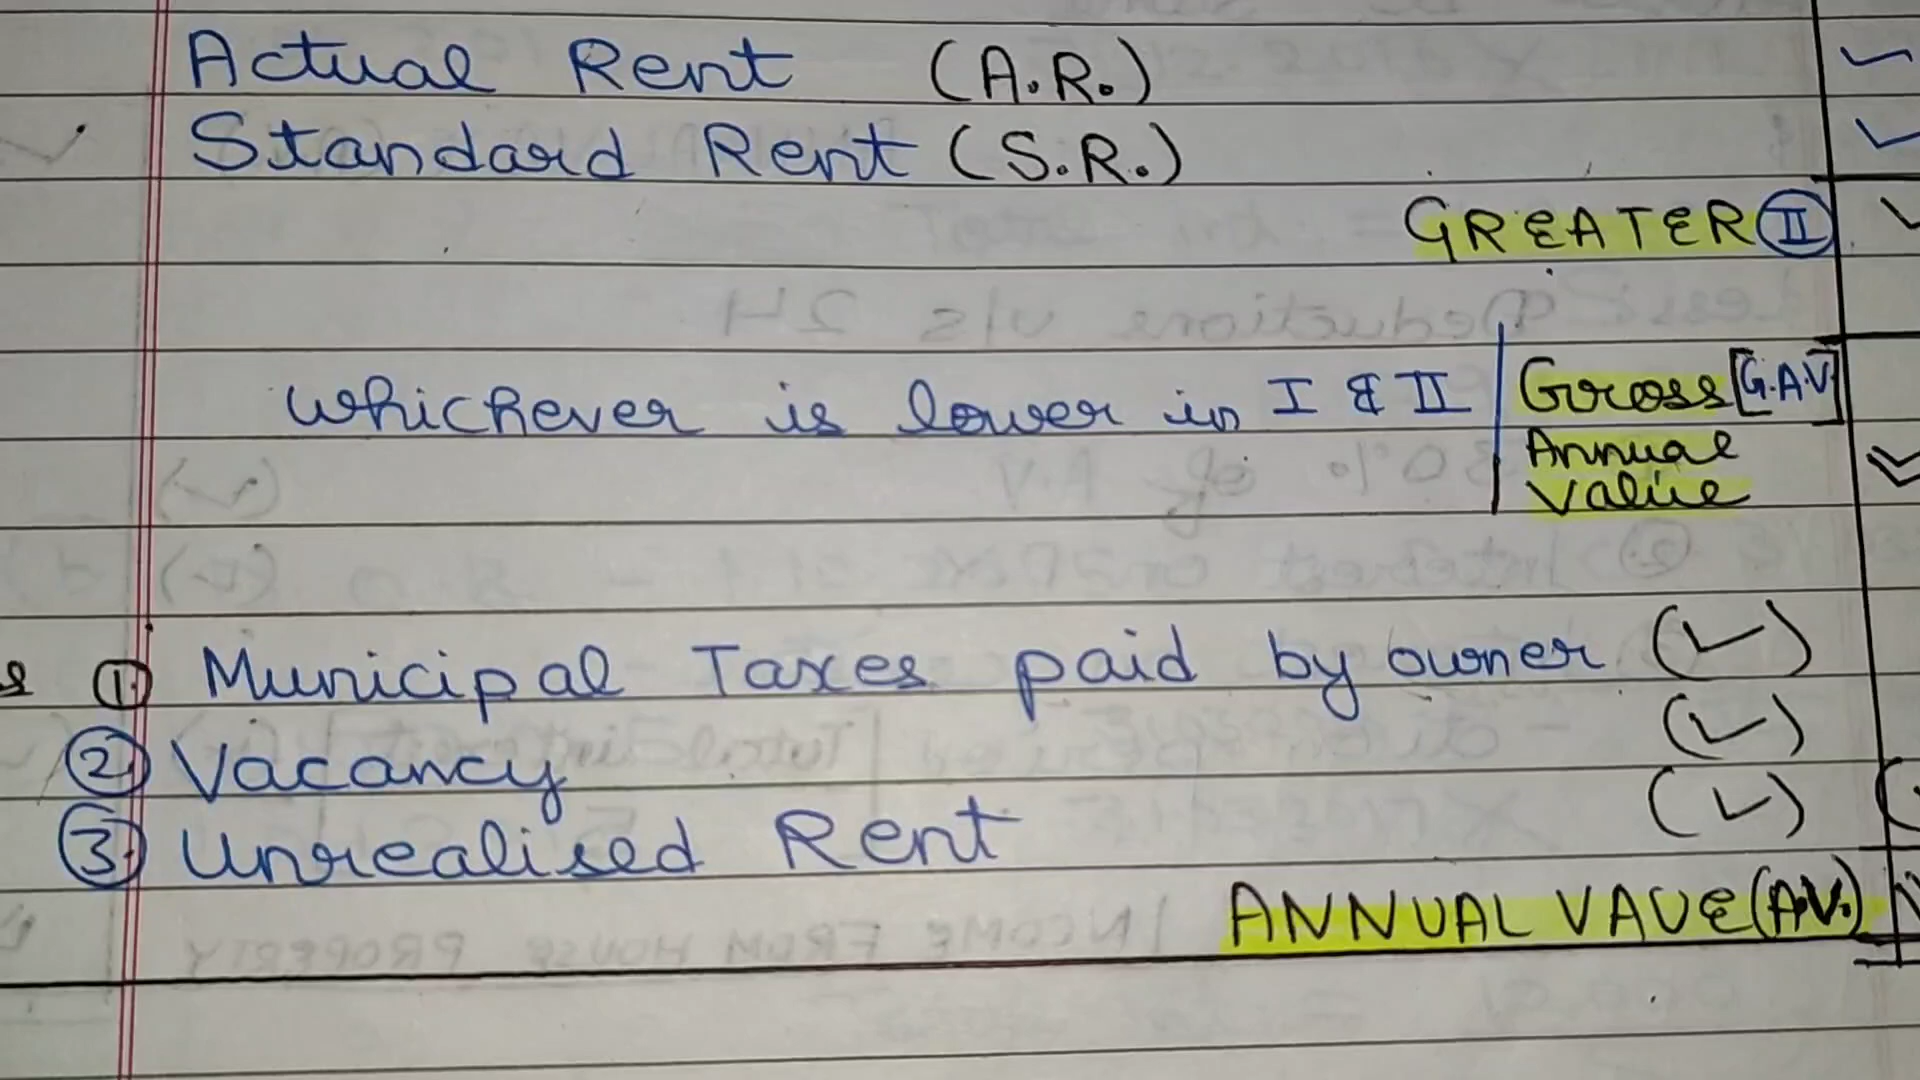 Actual Rent (A.R.)
Standard Rent (S.R.)
GREATER II
Whichever is lower in I & II | Gross [G.A.V]
Annual
Value
① Municipal Taxes paid by owner (✓)
② Vacancy (✓)
③ Unrealised Rent (✓)
ANNUAL VAUE (A.V.)